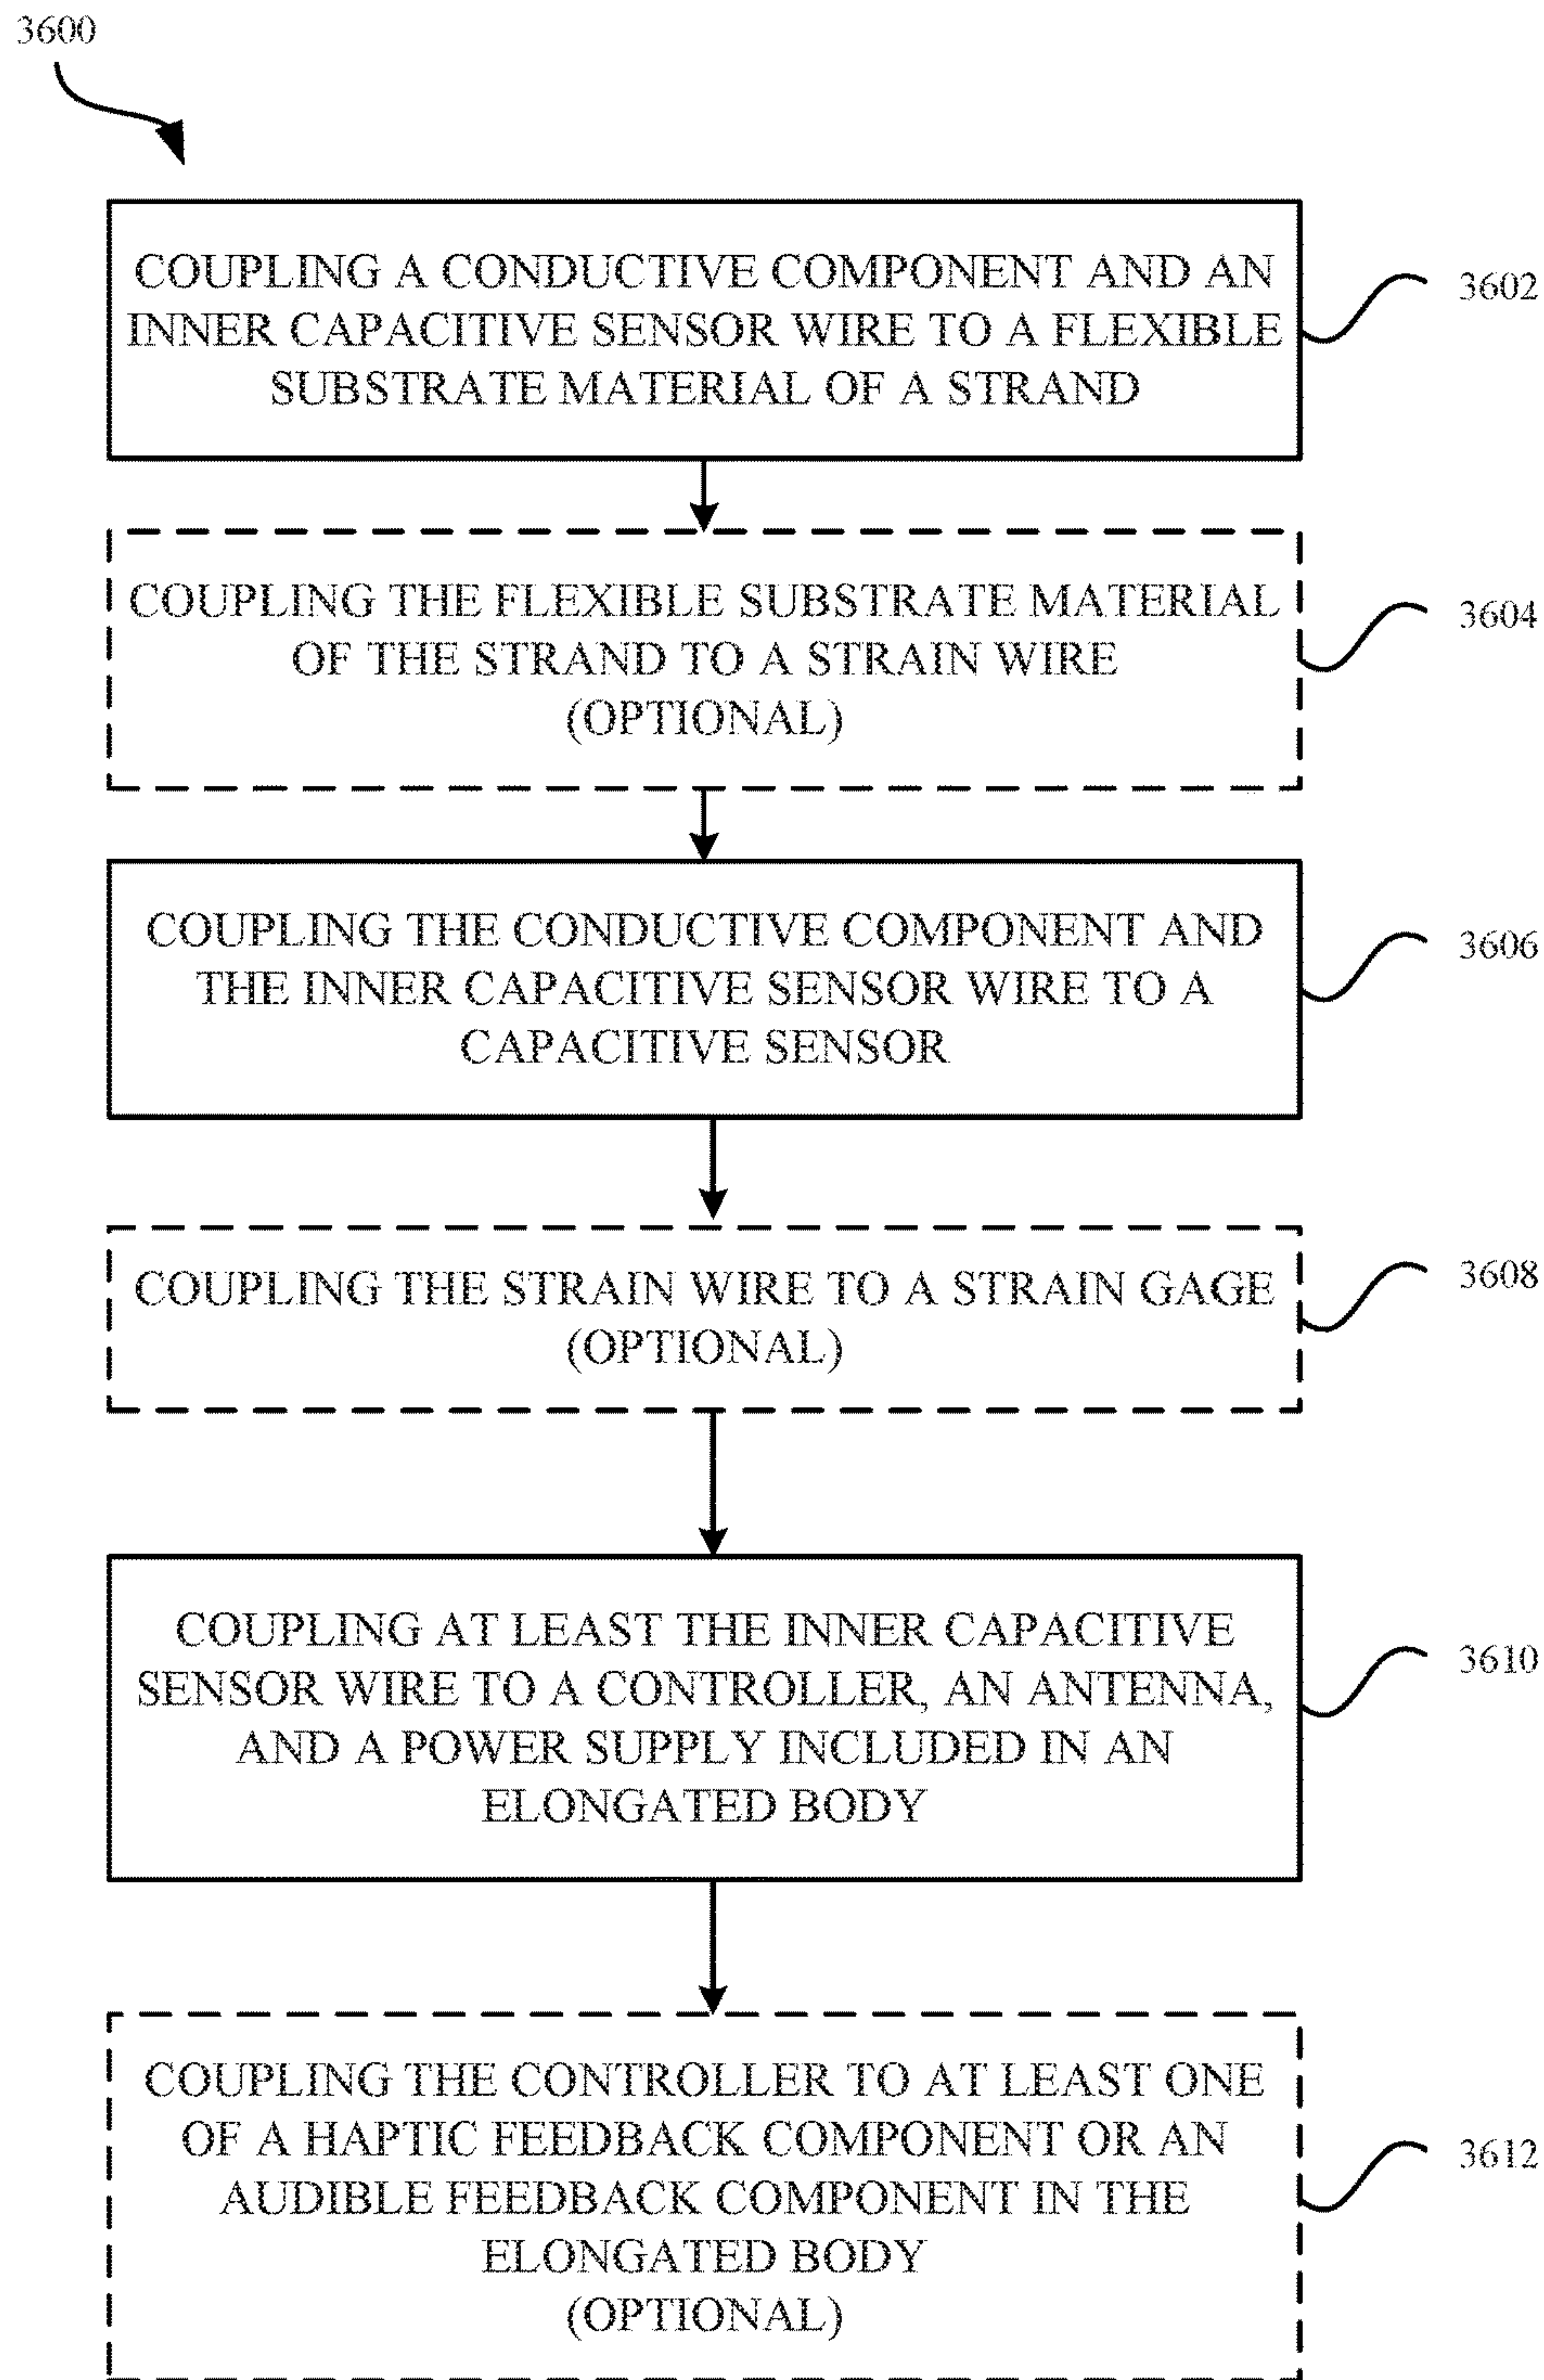 3600
COUPLING A CONDUCTIVE COMPONENT AND AN
INNER CAPACITIVE SENSOR WIRE TO A FLEXIBLE
SUBSTRATE MATERIAL OF A STRAND
3602
COUPLING THE FLEXIBLE SUBSTRATE MATERIAL
OF THE STRAND TO A STRAIN WIRE
(OPTIONAL)
3604
COUPLING THE CONDUCTIVE COMPONENT AND
THE INNER CAPACITIVE SENSOR WIRE TO A
CAPACITIVE SENSOR
3606
COUPLING THE STRAIN WIRE TO A STRAIN GAGE
(OPTIONAL)
3608
COUPLING AT LEAST THE INNER CAPACITIVE
SENSOR WIRE TO A CONTROLLER, AN ANTENNA,
AND A POWER SUPPLY INCLUDED IN AN
ELONGATED BODY
3610
COUPLING THE CONTROLLER TO AT LEAST ONE
OF A HAPTIC FEEDBACK COMPONENT OR AN
AUDIBLE FEEDBACK COMPONENT IN THE
ELONGATED BODY
(OPTIONAL)
3612